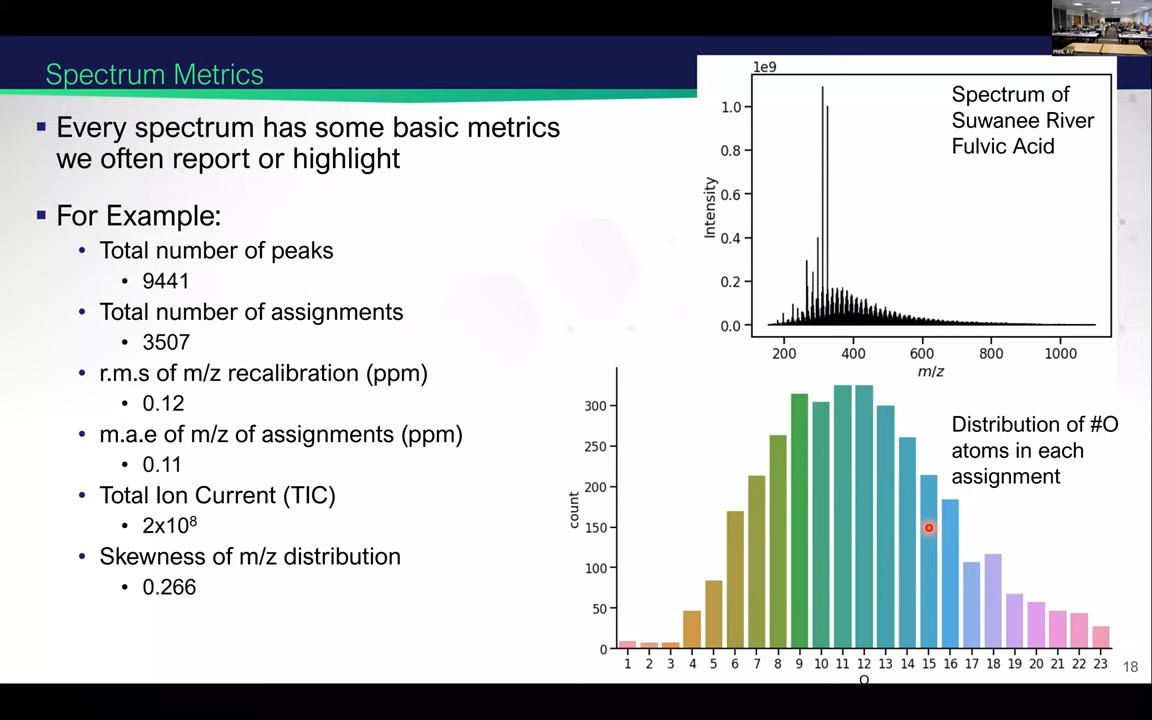 Spectrum Metrics
▪ Every spectrum has some basic metrics
we often report or highlight
▪ For Example:
• Total number of peaks
• 9441
• Total number of assignments
• 3507
• r.m.s of m/z recalibration (ppm)
• 0.12
• m.a.e of m/z of assignments (ppm)
• 0.11
• Total Ion Current (TIC)
• 2x10⁸
• Skewness of m/z distribution
• 0.266
1e9
Spectrum of
Suwanee River
Fulvic Acid
Intensity
1.0
0.8
0.6
0.4
0.2
0.0
200 400 600 800 1000
m/z
Distribution of #O
atoms in each
assignment
count
300
250
200
150
100
50
0
1 2 3 4 5 6 7 8 9 10 11 12 13 14 15 16 17 18 19 20 21 22 23
O
18
PNNL AV